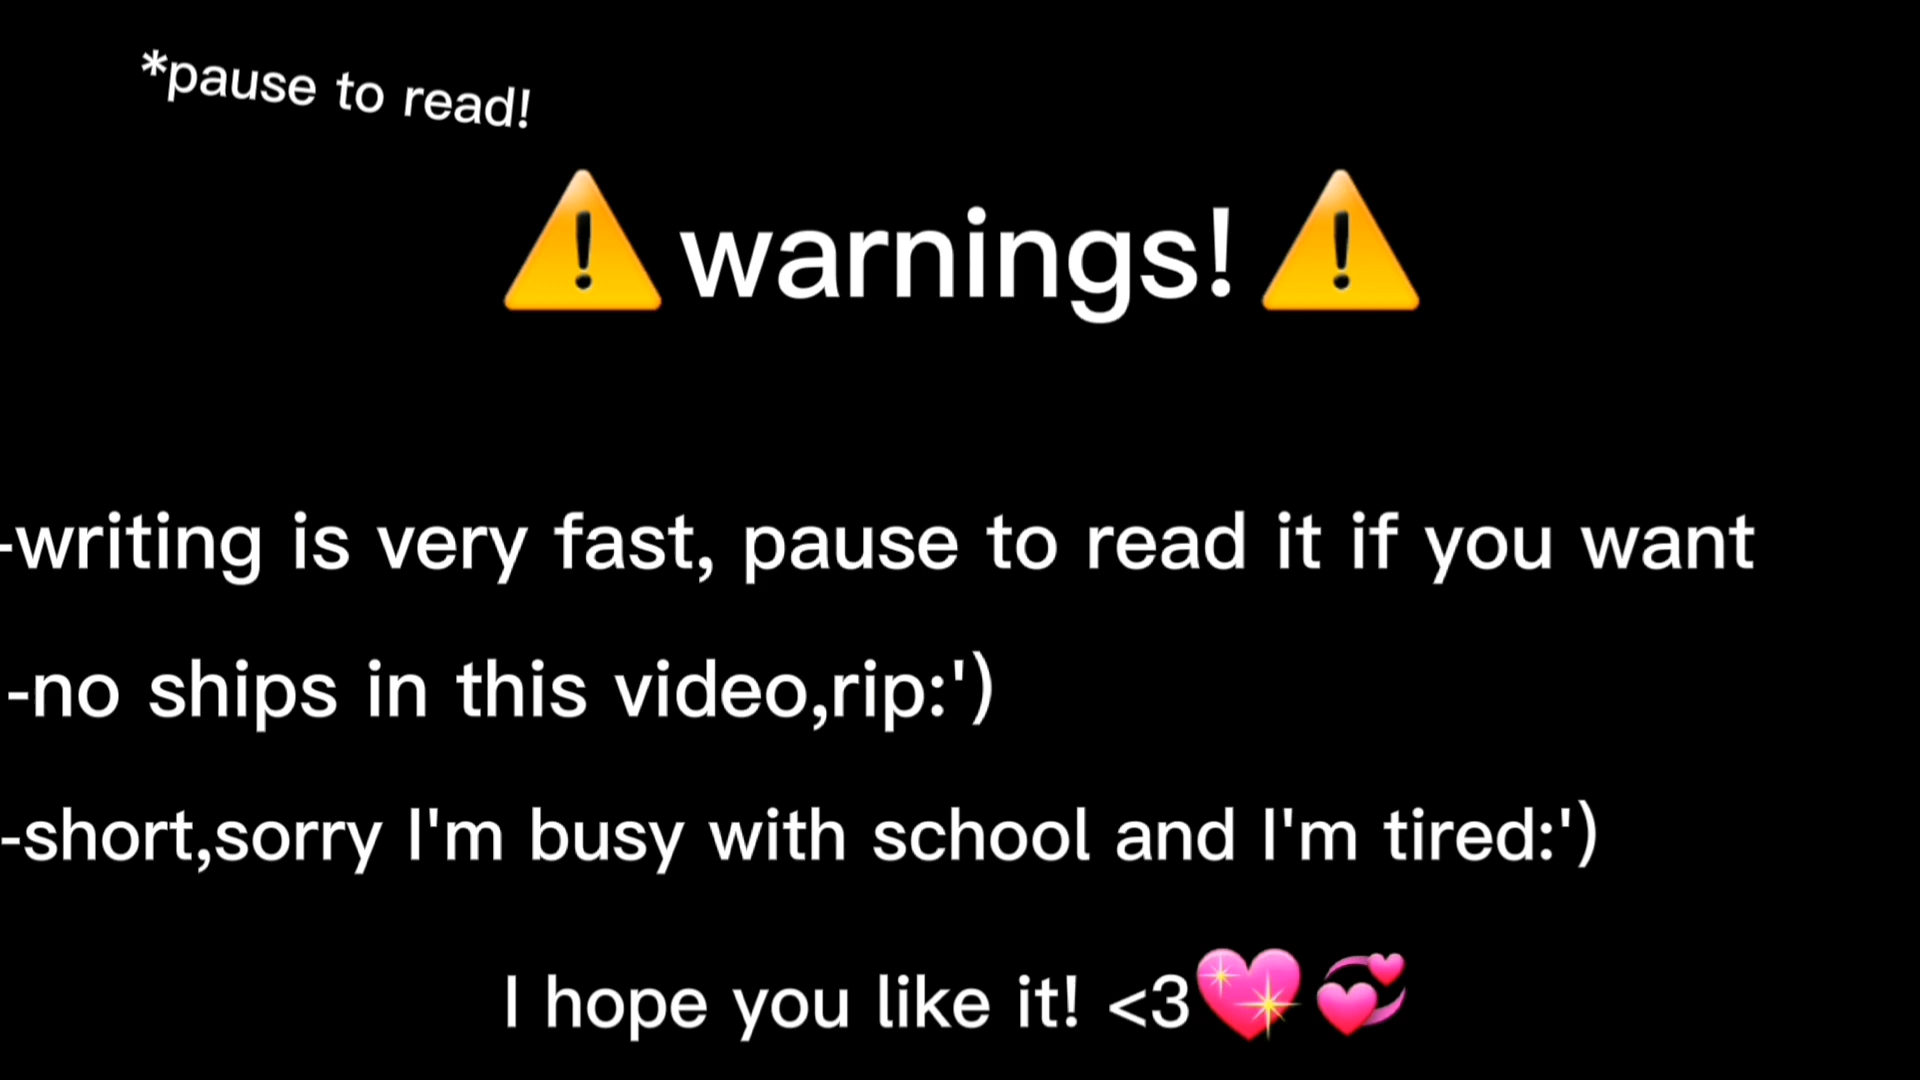 *pause to read!
⚠️warnings!⚠️
-writing is very fast, pause to read it if you want
-no ships in this video,rip:')
-short,sorry I'm busy with school and I'm tired:')
I hope you like it! <3💖💞